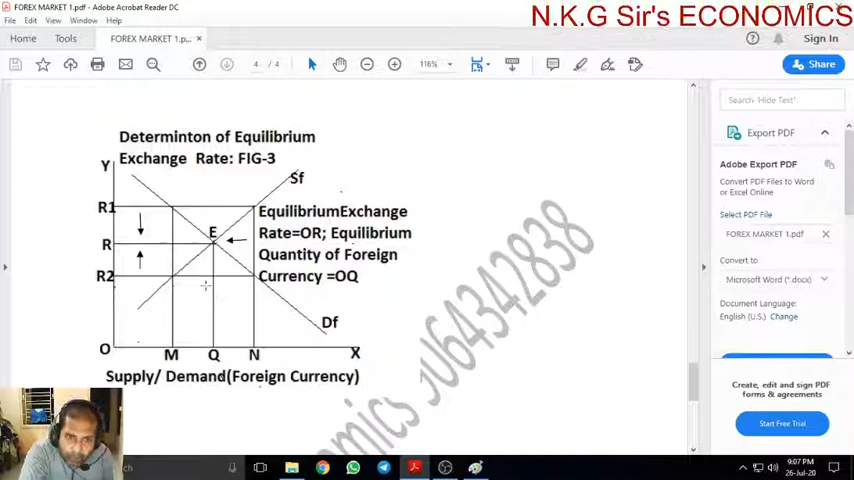 FOREX MARKET 1.pdf - Adobe Acrobat Reader DC
N.K.G Sir's ECONOMICS
File Edit View Window Help
Home Tools FOREX MARKET 1.p... × Sign In
4 / 4 116% Share
Determinton of Equilibrium
Exchange Rate: FIG-3
Y
Sf
R1
EquilibriumExchange
E
Rate=OR; Equilibrium
R
Quantity of Foreign
R2
Currency =OQ
Df
O M Q N X
Supply/ Demand(Foreign Currency)
omics
064342838
Search 'Hide Text'
Export PDF
Adobe Export PDF
Convert PDF Files to Word
or Excel Online
Select PDF File
FOREX MARKET 1.pdf ×
Convert to
Microsoft Word (*.docx)
Document Language:
English (U.S.) Change
Create, edit and sign PDF
forms & agreements
Start Free Trial
9:07 PM
26-Jul-20